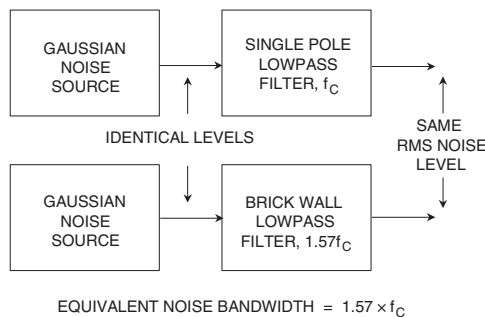 GAUSSIAN
NOISE
SOURCE
SINGLE POLE
LOWPASS
FILTER, fC
IDENTICAL LEVELS
SAME
RMS NOISE
LEVEL
GAUSSIAN
NOISE
SOURCE
BRICK WALL
LOWPASS
FILTER, 1.57fC
EQUIVALENT NOISE BANDWIDTH = 1.57 × fC